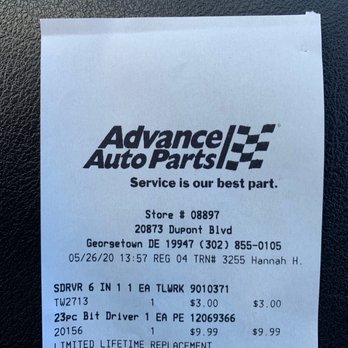 Advance
Auto Parts
Service is our best part.
Store # 08897
20873 Dupont Blvd
Georgetown DE 19947 (302) 855-0105
05/26/20 13:57 REG 04 TRN# 3255 Hannah H.
SDRVR 6 IN 1 1 EA TLWRK 9010371
TW2713 1 $3.00 $3.00
23pc Bit Driver 1 EA PE 12069366
20156 1 $9.99 $9.99
LIMITED LIFETIME REPLACEMENT